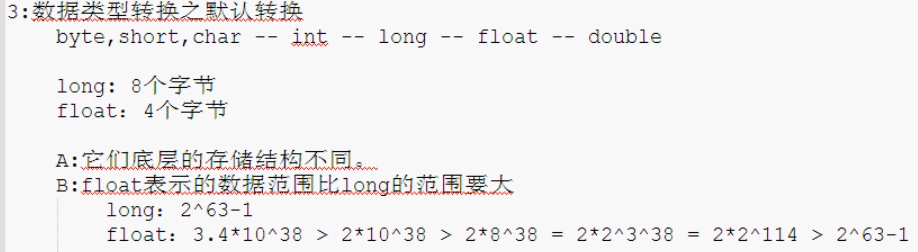 3:数据类型转换之默认转换
byte,short,char -- int -- long -- float -- double
long: 8个字节
float: 4个字节
A:它们底层的存储结构不同。
B:float表示的数据范围比long的范围要大
long: 2^63-1
float: 3.4*10^38 > 2*10^38 > 2*8^38 = 2*2^3^38 = 2*2^114 > 2^63-1